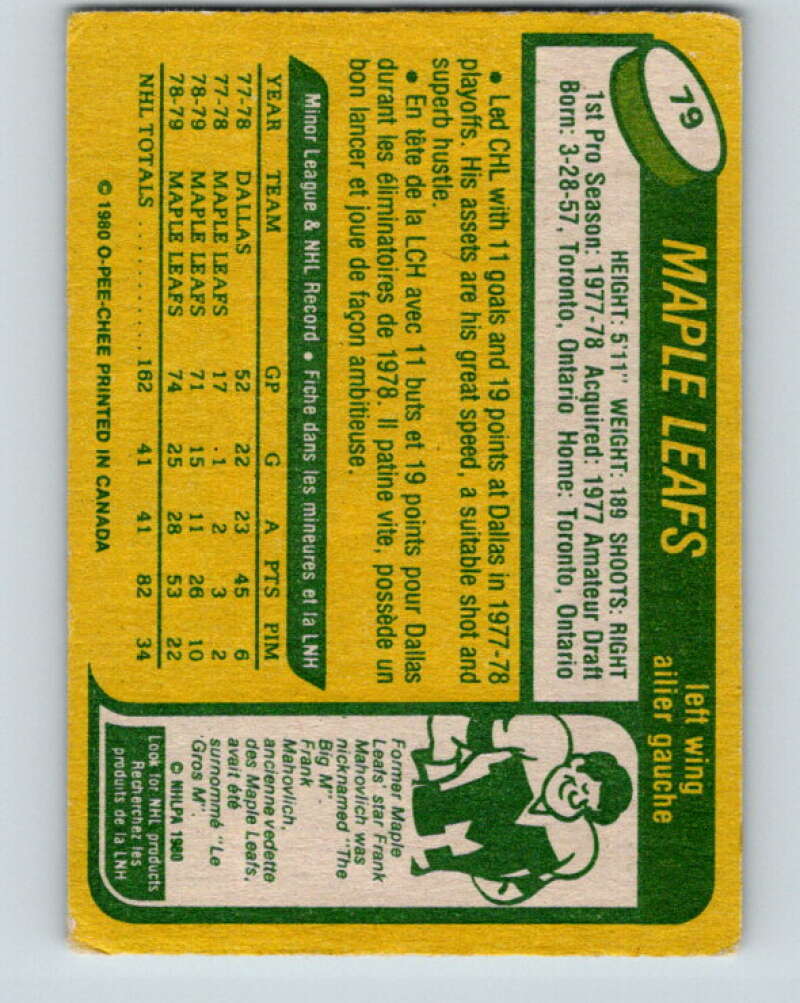 79
MAPLE LEAFS
left wing
ailier gauche
HEIGHT: 5'11" WEIGHT: 189 SHOOTS: RIGHT
1st Pro Season: 1977-78 Acquired: 1977 Amateur Draft
Born: 3-28-57, Toronto, Ontario Home: Toronto, Ontario
• Led CHL with 11 goals and 19 points at Dallas in 1977-78
playoffs. His assets are his great speed, a suitable shot and
superb hustle.
• En tête de la LCH avec 11 buts et 19 points pour Dallas
durant les éliminatoires de 1978. Il patine vite, possède un
bon lancer et joue de façon ambitieuse.
Minor League & NHL Record • Fiche dans les mineures et la LNH
YEAR TEAM GP G A PTS PIM
77-78 DALLAS 52 22 23 45 6
77-78 MAPLE LEAFS 17 .1 2 3 2
78-79 MAPLE LEAFS 71 15 11 26 10
78-79 MAPLE LEAFS 74 25 28 53 22
NHL TOTALS ........... 162 41 41 82 34
© 1980 O-PEE-CHEE PRINTED IN CANADA
Former Maple
Leafs' star Frank
Mahovlich was
nicknamed "The
Big M".
Frank
Mahovlich,
ancienne vedette
des Maple Leafs,
avait été
surnommé "Le
'Gros M".
© NHLPA 1980
Look for NHL products
Recherchez les
produits de la LNH